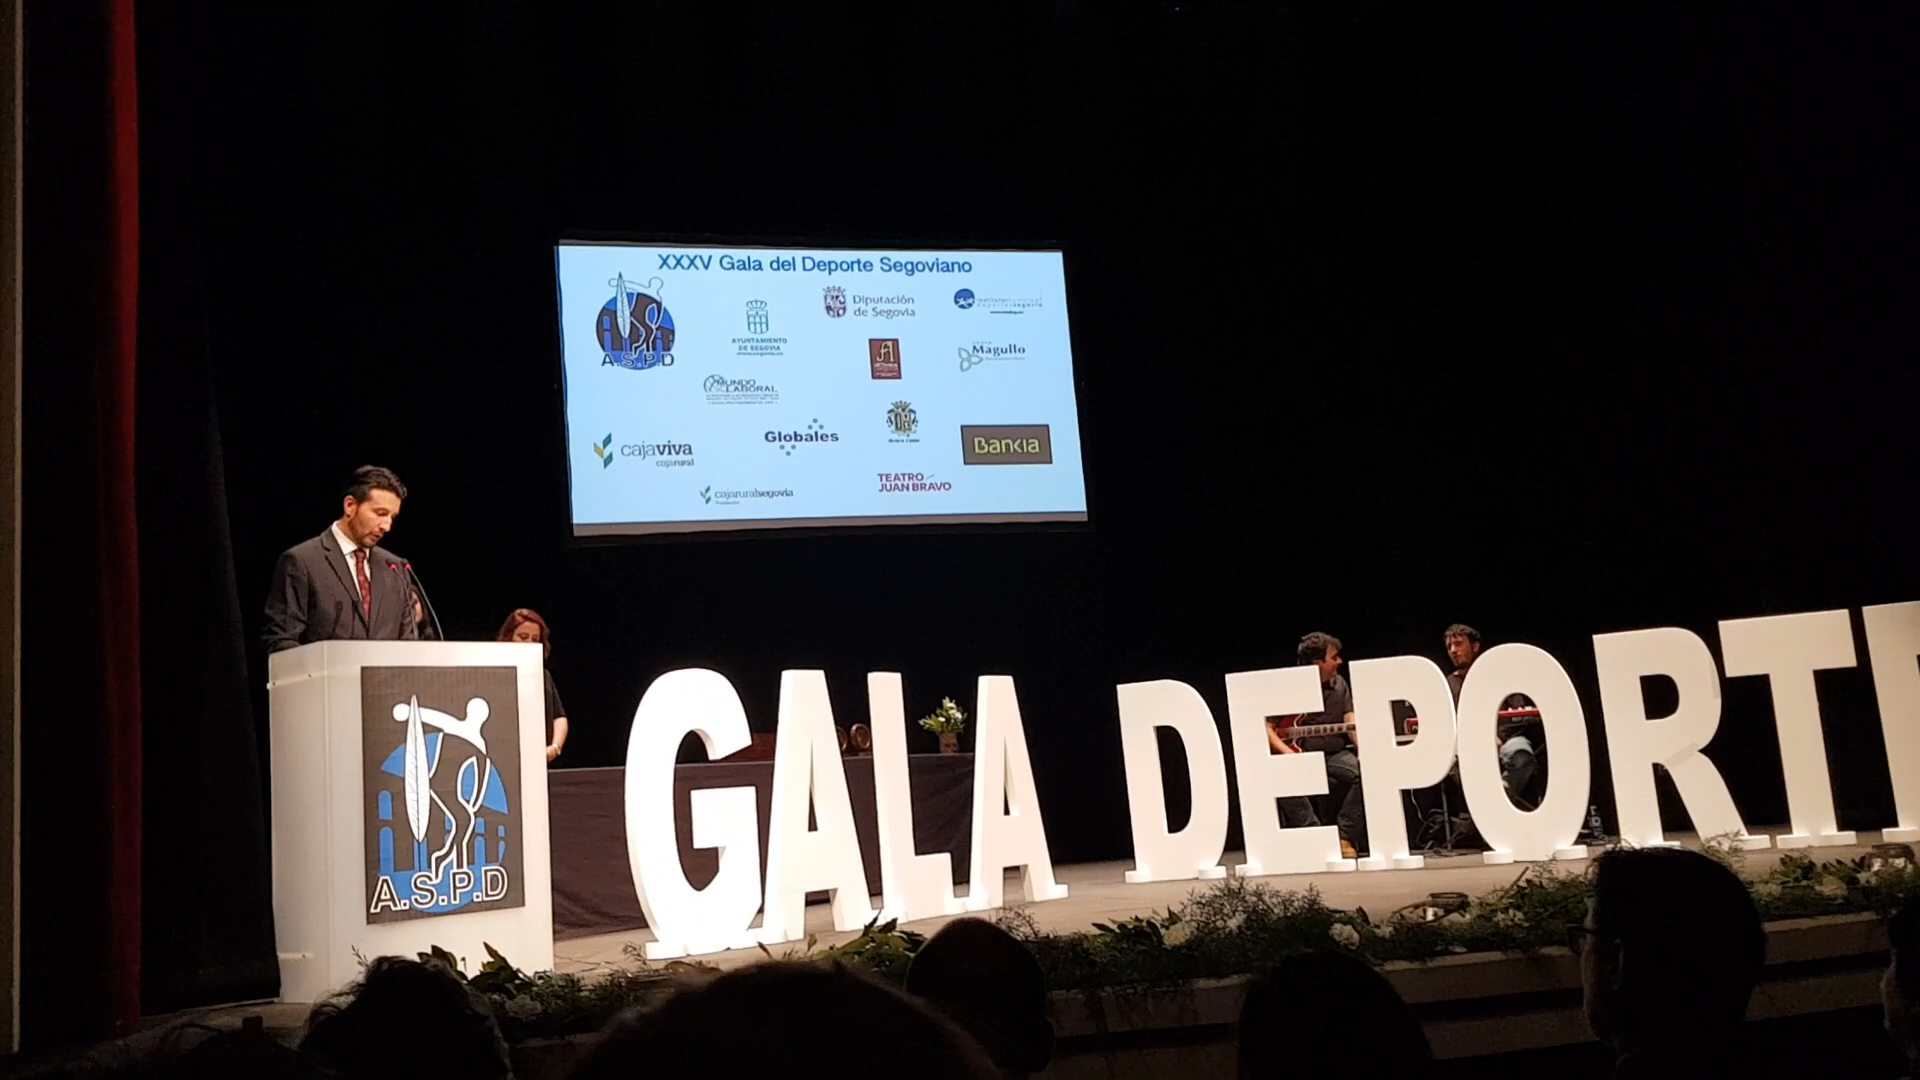 XXXV Gala del Deporte Segoviano
A.S.P.D
AYUNTAMIENTO
DE SEGOVIA
Diputación
de Segovia
Magullo
MUNDO
LABORAL
cajaviva
cajarural
Globales
Bankia
cajaruralsegovia
TEATRO
JUAN BRAVO
A.S.P.D
GALA DEPORT